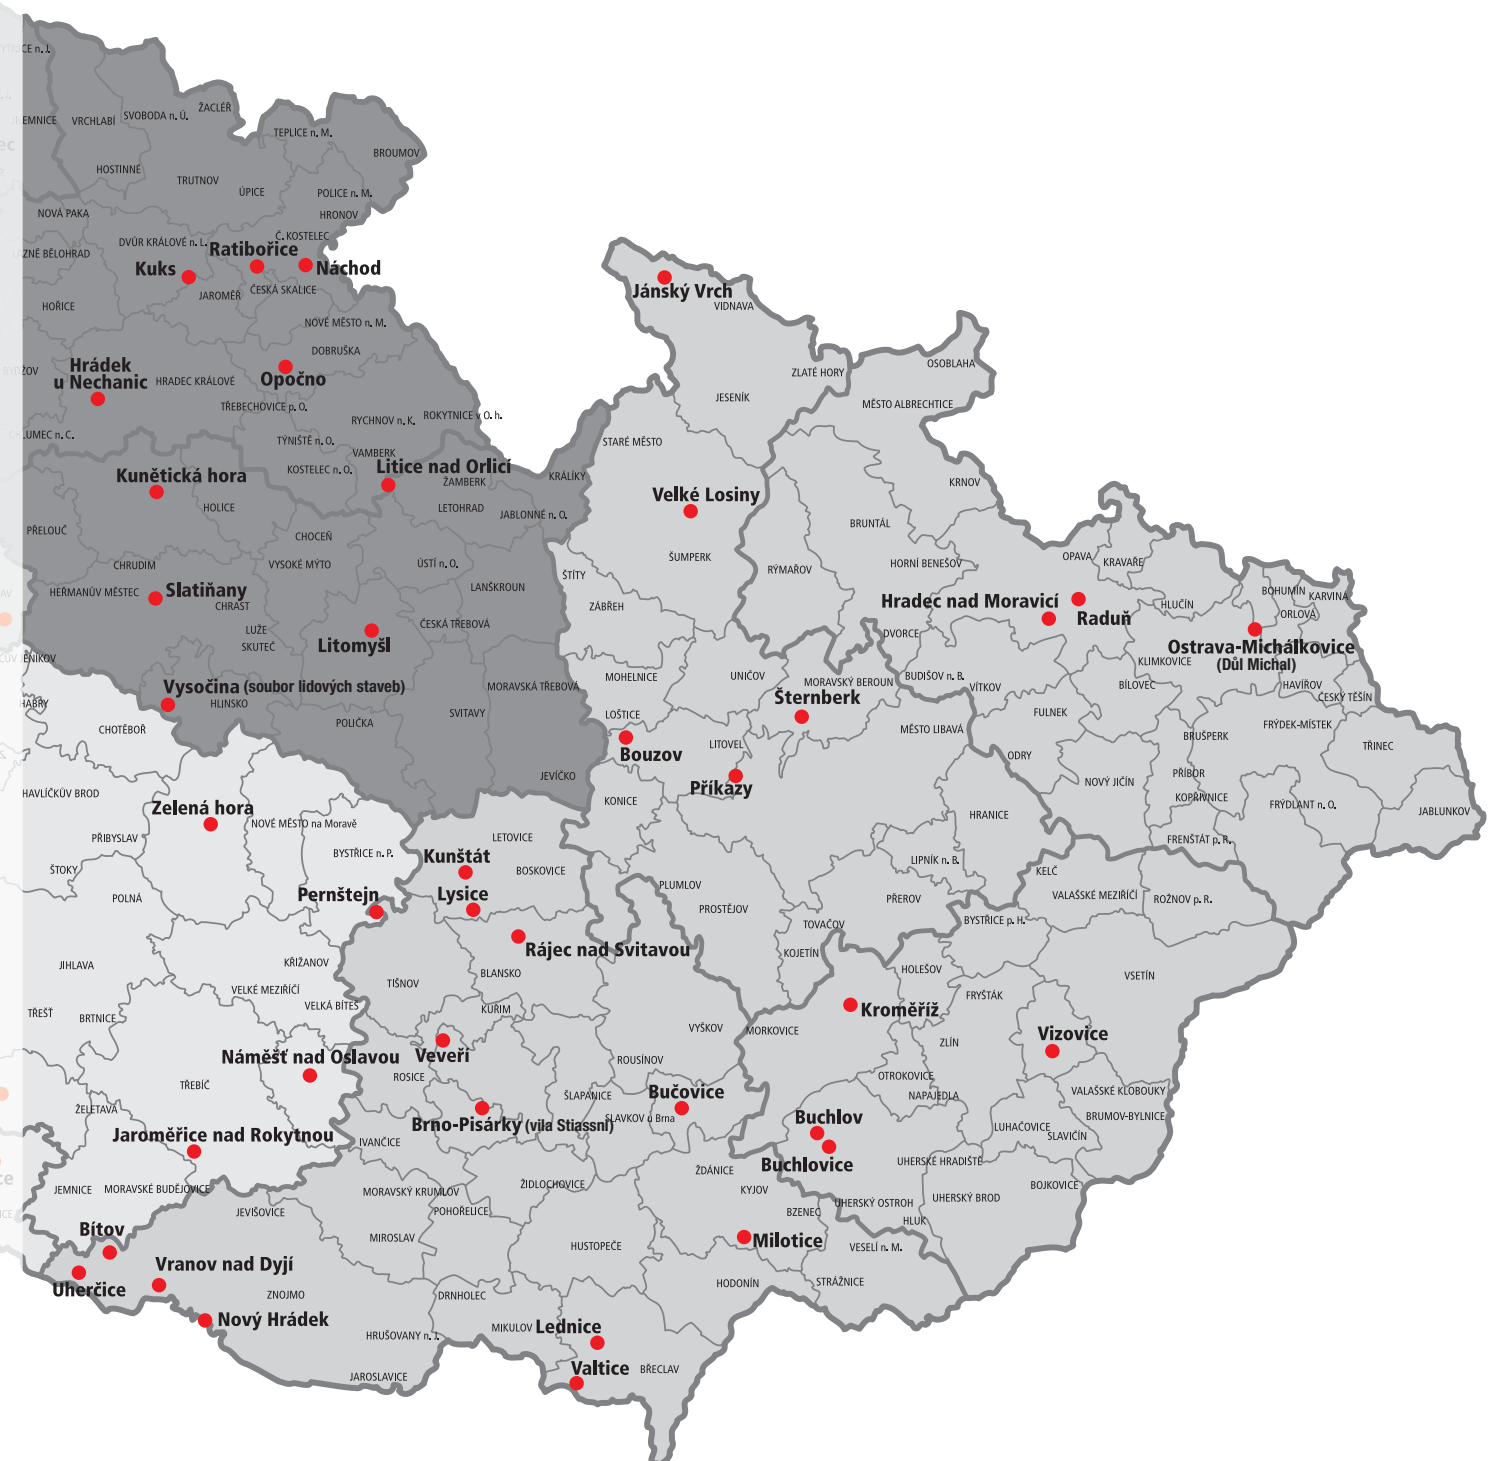 ŽACLÉŘ
SVOBODA n. Ú.
VRCHLABÍ
TEPLICE n. M.
BROUMOV
HOSTINNÉ
TRUTNOV
ÚPICE
POLICE n. M.
HRONOV
NOVÁ PAKA
Č. KOSTELEC
DVŮR KRÁLOVÉ n. L.
Ratibořice
Kuks
Náchod
ČESKÁ SKALICE
JAROMĚŘ
HOŘICE
NOVÉ MĚSTO n. M.
DOBRUŠKA
Hrádek
u Nechanic
HRADEC KRÁLOVÉ
Opočno
TŘEBECHOVICE p. O.
RYCHNOV n. K.
ROKYTNICE v O. h.
TÝNIŠTĚ n. O.
VAMBERK
KOSTELEC n. O.
Litice nad Orlicí
Kunětická hora
ŽAMBERK
KRÁLÍKY
HOLICE
LETOHRAD
JABLONNÉ n. O.
PŘELOUČ
CHOCEŇ
CHRUDIM
VYSOKÉ MÝTO
ÚSTÍ n. O.
HEŘMANŮV MĚSTEC
Slatiňany
CHRAST
LANŠKROUN
LUŽE
ČESKÁ TŘEBOVÁ
SKUTEČ
Litomyšl
Vysočina (soubor lidových staveb)
MORAVSKÁ TŘEBOVÁ
HLINSKO
POLIČKA
SVITAVY
JEVÍČKO
Jánský Vrch
VIDNAVA
ZLATÉ HORY
OSOBLAHA
JESENÍK
MĚSTO ALBRECHTICE
STARÉ MĚSTO
KRNOV
Velké Losiny
BRUNTÁL
ŠUMPERK
RÝMAŘOV
HORNÍ BENEŠOV
OPAVA
KRAVAŘE
ŠTÍTY
ZÁBŘEH
Hradec nad Moravicí
Raduň
HLUČÍN
BOHUMÍN
KARVINÁ
ORLOVÁ
DVORCE
Ostrava-Michálkovice
(Důl Michal)
KLIMKOVICE
MOHELNICE
UNIČOV
MORAVSKÝ BEROUN
BUDIŠOV n. B.
VÍTKOV
BÍLOVEC
HAVÍŘOV
ČESKÝ TĚŠÍN
Šternberk
LOŠTICE
FULNEK
FRÝDEK-MÍSTEK
MĚSTO LIBAVÁ
BRUŠPERK
Bouzov
LITOVEL
TŘINEC
ODRY
NOVÝ JIČÍN
PŘÍBOR
Příkazy
KOPŘIVNICE
FRÝDLANT n. O.
JABLUNKOV
KONICE
HRANICE
FRENŠTÁT p. R.
LIPNÍK n. B.
KELČ
PLUMLOV
PROSTĚJOV
PŘEROV
VALAŠSKÉ MEZIŘÍČÍ
ROŽNOV p. R.
TOVAČOV
BYSTŘICE p. H.
KOJETÍN
HOLEŠOV
VSETÍN
FRYŠTÁK
Kroměříž
MORKOVICE
Vizovice
ZLÍN
OTROKOVICE
NAPAJEDLA
VALAŠSKÉ KLOBOUKY
BRUMOV-BYLNICE
LUHAČOVICE
SLAVIČÍN
Buchlov
Buchlovice
UHERSKÉ HRADIŠTĚ
BOJKOVICE
UHERSKÝ BROD
UHERSKÝ OSTROH
HLUK
VESELÍ n. M.
STRÁŽNICE
CHOTĚBOŘ
HAVLÍČKŮV BROD
Zelená hora
NOVÉ MĚSTO na Moravě
PŘIBYSLAV
BYSTŘICE n. P.
ŠTOKY
POLNÁ
Pernštejn
JIHLAVA
KŘIŽANOV
VELKÉ MEZIŘÍČÍ
VELKÁ BÍTEŠ
TŘEŠŤ
BRTNICE
Náměšť nad Oslavou
TŘEBÍČ
ŽELETAVA
Jaroměřice nad Rokytnou
JEMNICE
MORAVSKÉ BUDĚJOVICE
LETOVICE
Kunštát
BOSKOVICE
Lysice
Rájec nad Svitavou
TIŠNOV
BLANSKO
KUŘIM
VYŠKOV
Veveří
ROUSÍNOV
ROSICE
ŠLAPANICE
Bučovice
SLAVKOV u Brna
Brno-Pisárky (vila Stiassni)
IVANČICE
ŽDÁNICE
KYJOV
ŽIDLOCHOVICE
MORAVSKÝ KRUMLOV
POHOŘELICE
BZENEC
JEVIŠOVICE
Bítov
MIROSLAV
HUSTOPEČE
Milotice
Vranov nad Dyjí
Uherčice
ZNOJMO
HODONÍN
DRNHOLEC
Nový Hrádek
HRUŠOVANY n. J.
MIKULOV
Lednice
JAROSLAVICE
Valtice
BŘECLAV